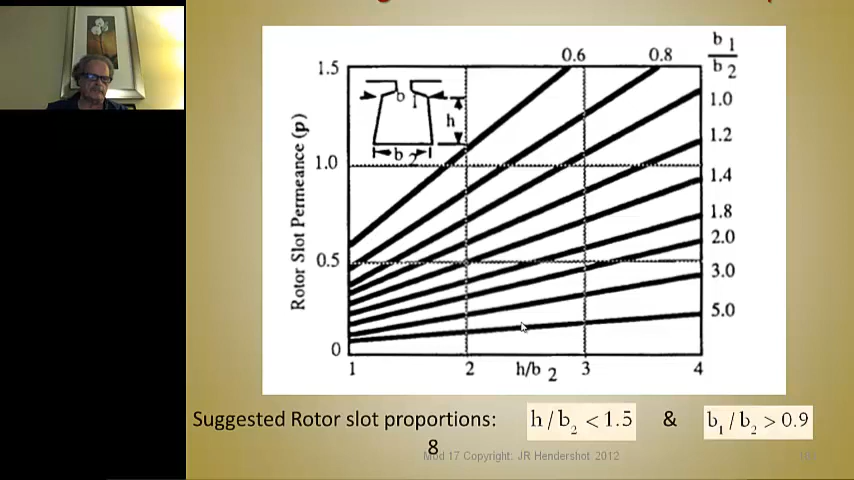 0.6 0.8
b1
b2
1.5
1.0
b 1
h
b 2
1.2
1.0
1.4
1.8
2.0
0.5
3.0
5.0
0
1 2 h/b 2 3 4
Rotor Slot Permeance (p)
Suggested Rotor slot proportions: h / b2 < 1.5 & b1 / b2 > 0.9
8
Mod 17 Copyright: JR Hendershot 2012